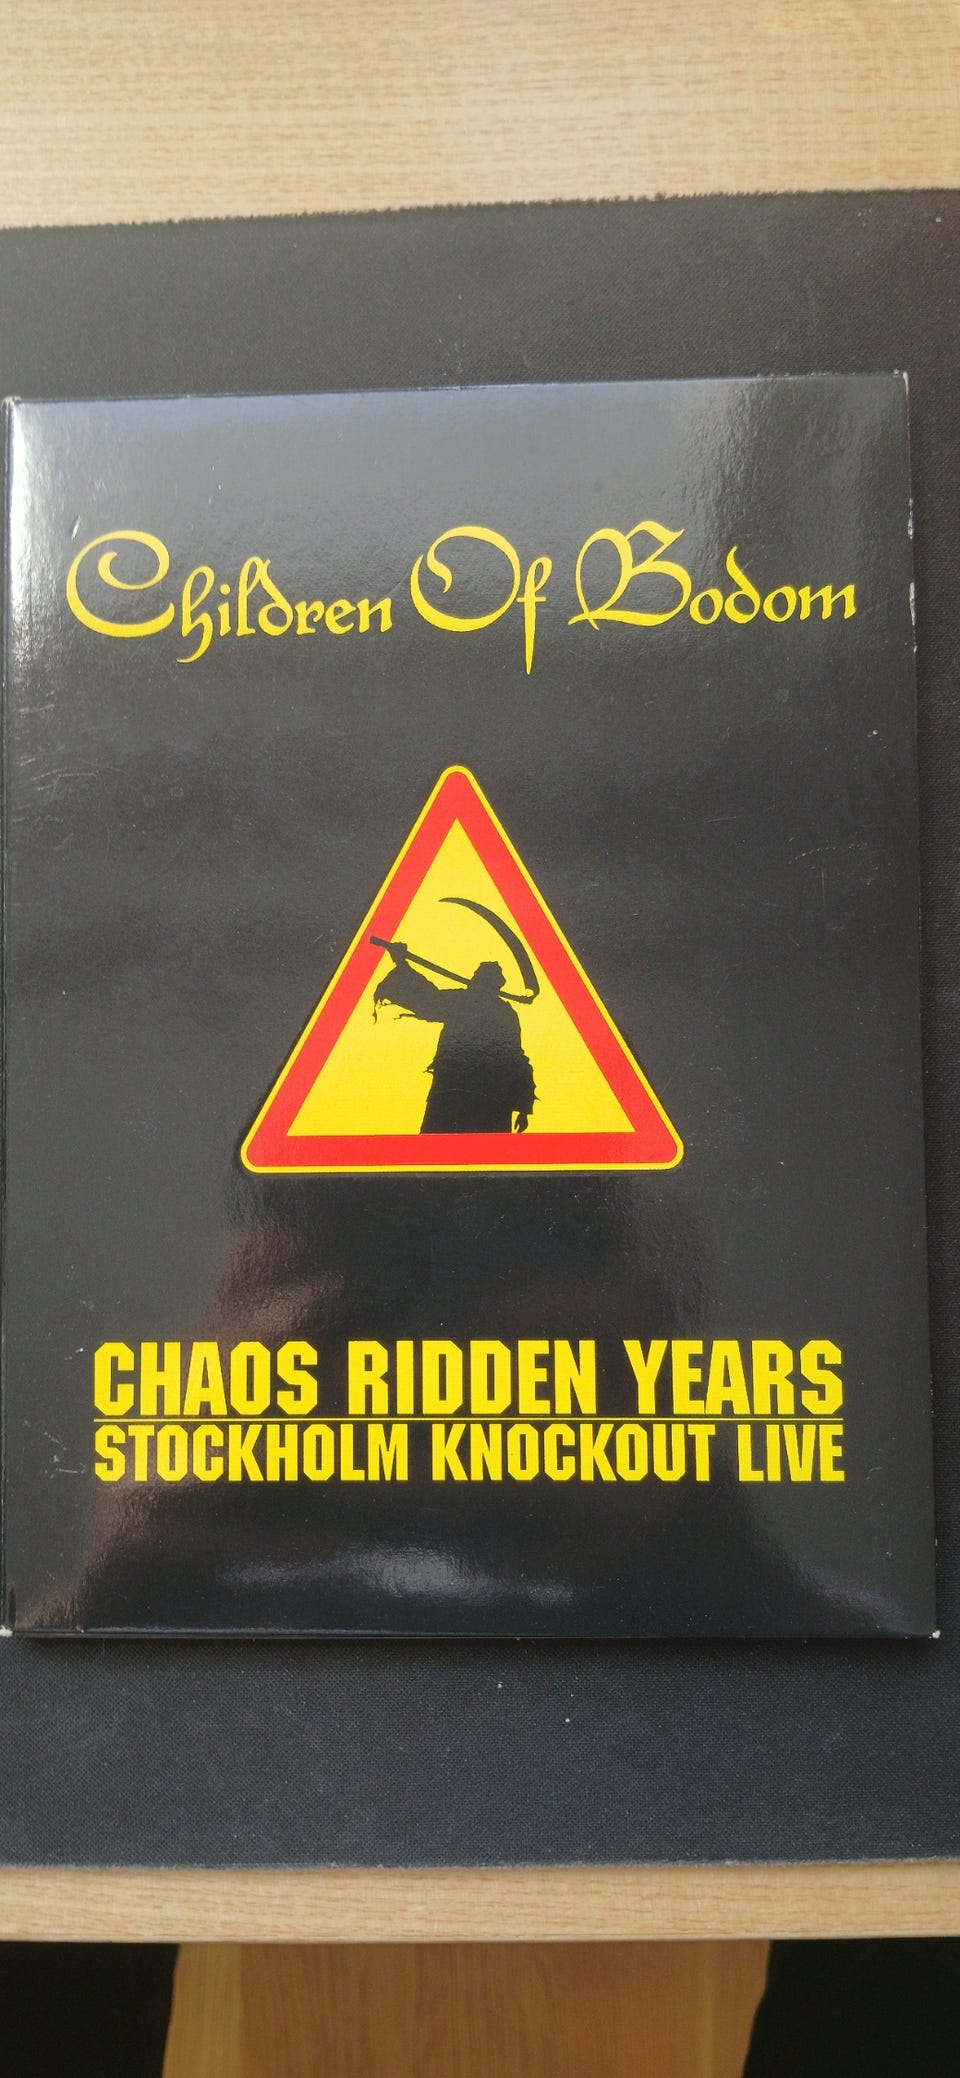 Children Of Bodom
CHAOS RIDDEN YEARS
STOCKHOLM KNOCKOUT LIVE